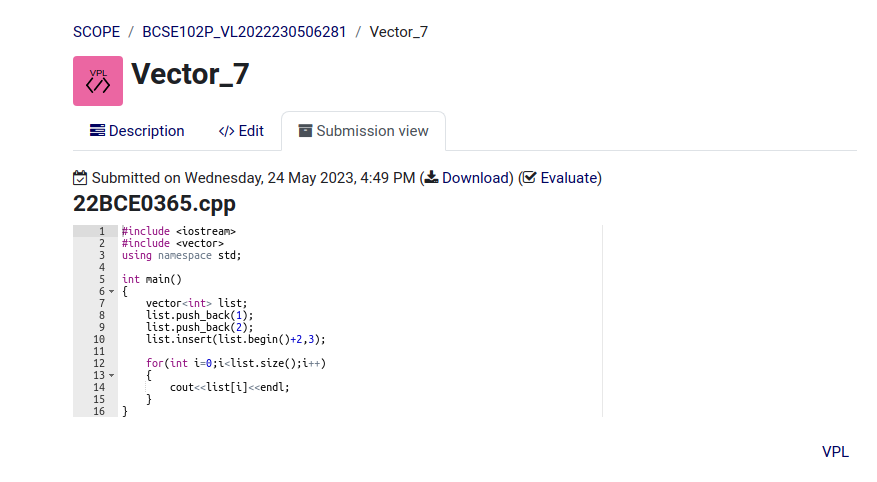 SCOPE / BCSE102P_VL2022230506281 / Vector_7
VPL
</>
Vector_7
Description </> Edit Submission view
Submitted on Wednesday, 24 May 2023, 4:49 PM (Download) (Evaluate)
22BCE0365.cpp
1 #include <iostream>
2 #include <vector>
3 using namespace std;
4
5 int main()
6 {
7     vector<int> list;
8     list.push_back(1);
9     list.push_back(2);
10     list.insert(list.begin()+2,3);
11
12     for(int i=0;i<list.size();i++)
13     {
14         cout<<list[i]<<endl;
15     }
16 }
VPL